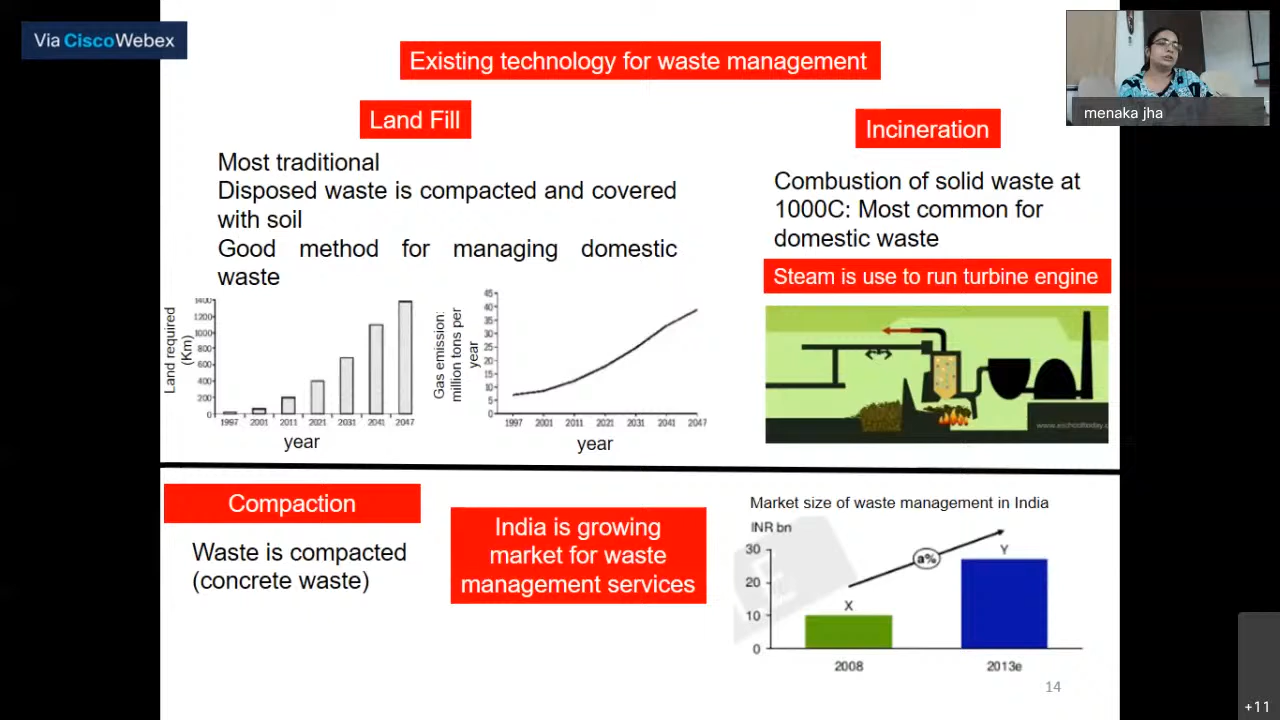 Via CiscoWebex
menaka jha
Existing technology for waste management
Land Fill
Most traditional
Disposed waste is compacted and covered
with soil
Good method for managing domestic
waste
Incineration
Combustion of solid waste at
1000C: Most common for
domestic waste
Steam is use to run turbine engine
Land required
(Km)
1400
1200
1000
800
600
400
200
0
1997 2001 2011 2021 2031 2041 2047
year
Gas emission:
million tons per
year
45
40
35
30
25
20
15
10
5
0
1997 2001 2011 2021 2031 2041 2047
year
Compaction
Waste is compacted
(concrete waste)
India is growing
market for waste
management services
Market size of waste management in India
INR bn
30
20
10
0
X
a%
Y
2008 2013e
14
+11